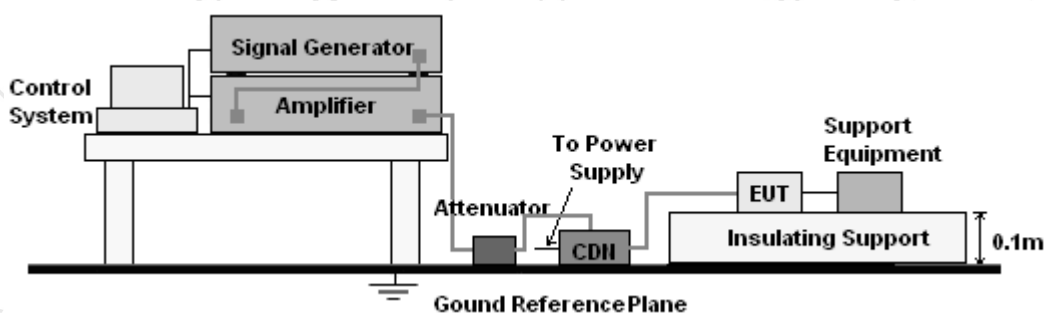 Signal Generator
Control
System
Amplifier
To Power
Supply
Support
Equipment
Attenuator
EUT
CDN
Insulating Support
0.1m
Gound Reference Plane